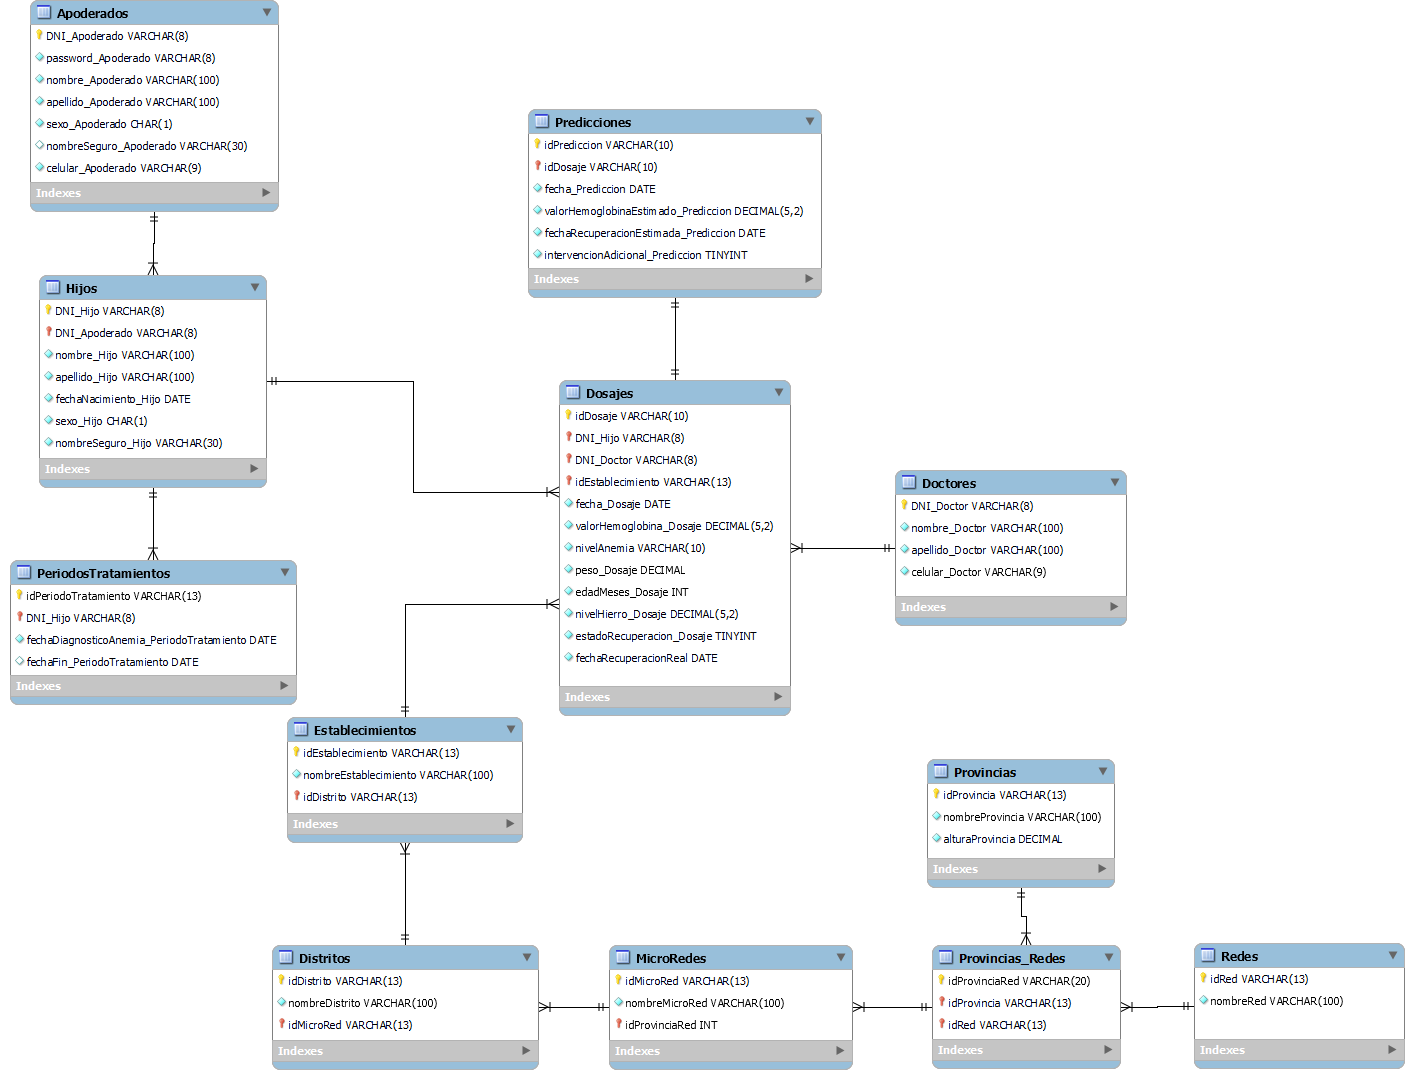 Apoderados
DNI_Apoderado VARCHAR(8)
password_Apoderado VARCHAR(8)
nombre_Apoderado VARCHAR(100)
apellido_Apoderado VARCHAR(100)
sexo_Apoderado CHAR(1)
nombreSeguro_Apoderado VARCHAR(30)
celular_Apoderado VARCHAR(9)
Indexes
Predicciones
idPrediccion VARCHAR(10)
idDosaje VARCHAR(10)
fecha_Prediccion DATE
valorHemoglobinaEstimado_Prediccion DECIMAL(5,2)
fechaRecuperacionEstimada_Prediccion DATE
intervencionAdicional_Prediccion TINYINT
Indexes
Hijos
DNI_Hijo VARCHAR(8)
DNI_Apoderado VARCHAR(8)
nombre_Hijo VARCHAR(100)
apellido_Hijo VARCHAR(100)
fechaNacimiento_Hijo DATE
sexo_Hijo CHAR(1)
nombreSeguro_Hijo VARCHAR(30)
Indexes
Dosajes
idDosaje VARCHAR(10)
DNI_Hijo VARCHAR(8)
DNI_Doctor VARCHAR(8)
idEstablecimiento VARCHAR(13)
fecha_Dosaje DATE
valorHemoglobina_Dosaje DECIMAL(5,2)
nivelAnemia VARCHAR(10)
peso_Dosaje DECIMAL
edadMeses_Dosaje INT
nivelHierro_Dosaje DECIMAL(5,2)
estadoRecuperacion_Dosaje TINYINT
fechaRecuperacionReal DATE
Indexes
Doctores
DNI_Doctor VARCHAR(8)
nombre_Doctor VARCHAR(100)
apellido_Doctor VARCHAR(100)
celular_Doctor VARCHAR(9)
Indexes
PeriodosTratamientos
idPeriodoTratamiento VARCHAR(13)
DNI_Hijo VARCHAR(8)
fechaDiagnosticoAnemia_PeriodoTratamiento DATE
fechaFin_PeriodoTratamiento DATE
Indexes
Establecimientos
idEstablecimiento VARCHAR(13)
nombreEstablecimiento VARCHAR(100)
idDistrito VARCHAR(13)
Indexes
Provincias
idProvincia VARCHAR(13)
nombreProvincia VARCHAR(100)
alturaProvincia DECIMAL
Indexes
Distritos
idDistrito VARCHAR(13)
nombreDistrito VARCHAR(100)
idMicroRed VARCHAR(13)
Indexes
MicroRedes
idMicroRed VARCHAR(13)
nombreMicroRed VARCHAR(100)
idProvinciaRed INT
Indexes
Provincias_Redes
idProvinciaRed VARCHAR(20)
idProvincia VARCHAR(13)
idRed VARCHAR(13)
Indexes
Redes
idRed VARCHAR(13)
nombreRed VARCHAR(100)
Indexes